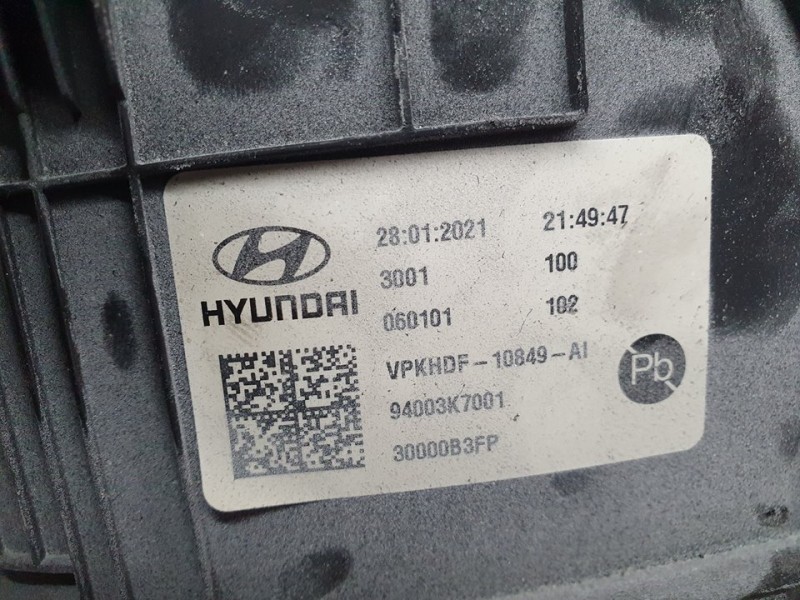 28:01:2021 21:49:47
3001 100
HYUNDAI
060101 102
VPKHDF-10849-AI
Pb
94003K7001
30000B3FP